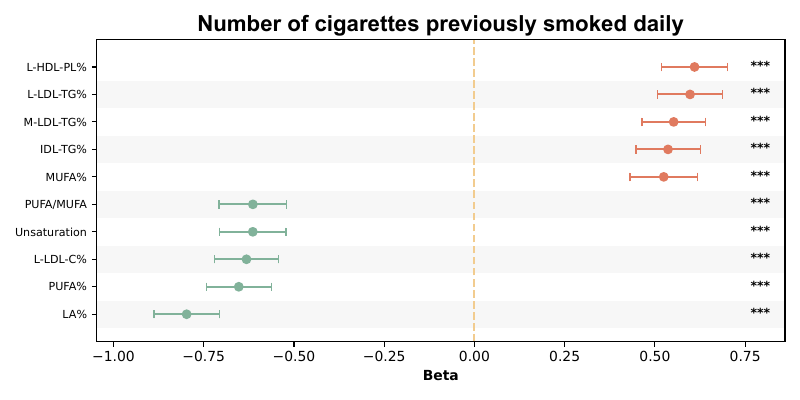 Number of cigarettes previously smoked daily
L-HDL-PL% ***
L-LDL-TG% ***
M-LDL-TG% ***
IDL-TG% ***
MUFA% ***
PUFA/MUFA ***
Unsaturation ***
L-LDL-C% ***
PUFA% ***
LA% ***
−1.00 −0.75 −0.50 −0.25 0.00 0.25 0.50 0.75
Beta